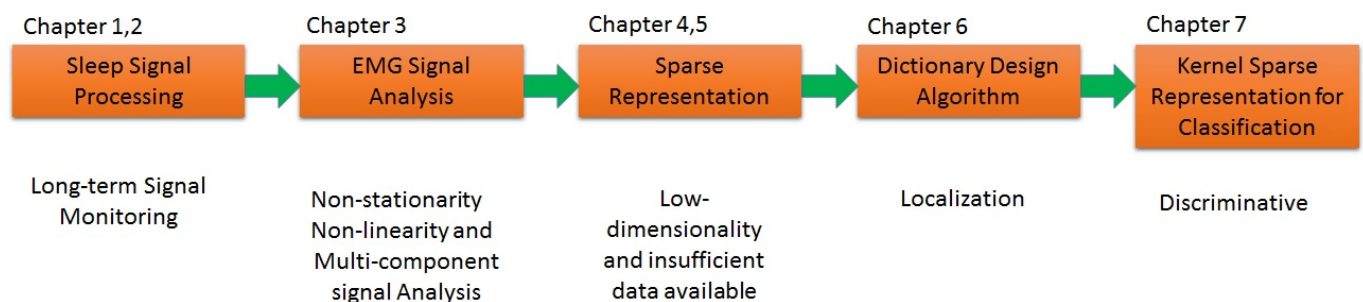 Chapter 1,2
Sleep Signal
Processing
Long-term Signal
Monitoring
Chapter 3
EMG Signal
Analysis
Non-stationarity
Non-linearity and
Multi-component
signal Analysis
Chapter 4,5
Sparse
Representation
Low-
dimensionality
and insufficient
data available
Chapter 6
Dictionary Design
Algorithm
Localization
Chapter 7
Kernel Sparse
Representation for
Classification
Discriminative